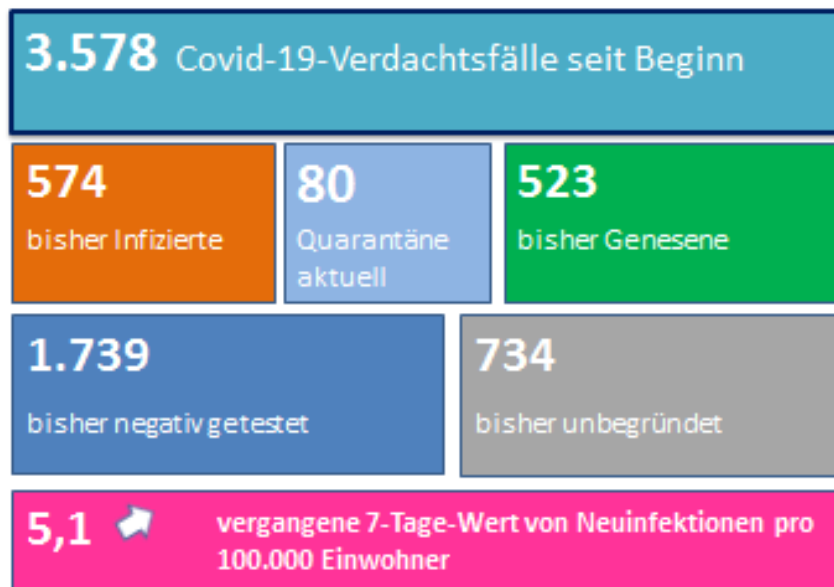 3.578 Covid-19-Verdachtsfälle seit Beginn
574
bisher Infizierte
80
Quarantäne
aktuell
523
bisher Genesene
1.739
bisher negativ getestet
734
bisher unbegründet
5,1
vergangene 7-Tage-Wert von Neuinfektionen pro
100.000 Einwohner